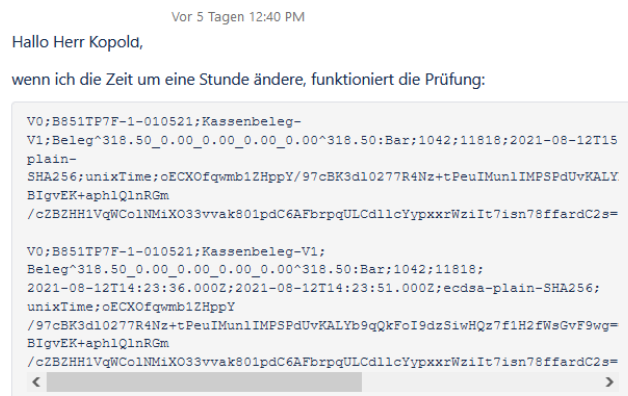 Vor 5 Tagen 12:40 PM
Hallo Herr Kopold,
wenn ich die Zeit um eine Stunde ändere, funktioniert die Prüfung:
V0;B851TP7F-1-010521;Kassenbeleg-
V1;Beleg^318.50_0.00_0.00_0.00_0.00^318.50:Bar;1042;11818;2021-08-12T15
plain-
SHA256;unixTime;oECXOfqwmb1ZHppY/97cBK3dl0277R4Nz+tPeuIMunlIMPSPdUvKALY
BIgvEK+aphlQlnRGm
/cZBZHH1VqWColNMiXO33vvak801pdC6AFbrpqULCdllcYypxxrWziIt7isn78ffardC2s=
V0;B851TP7F-1-010521;Kassenbeleg-V1;
Beleg^318.50_0.00_0.00_0.00_0.00^318.50:Bar;1042;11818;
2021-08-12T14:23:36.000Z;2021-08-12T14:23:51.000Z;ecdsa-plain-SHA256;
unixTime;oECXOfqwmb1ZHppY
/97cBK3dl0277R4Nz+tPeuIMunlIMPSPdUvKALYb9qQkFoI9dzSiwHQz7f1H2fWsGvF9wg=
BIgvEK+aphlQlnRGm
/cZBZHH1VqWColNMiXO33vvak801pdC6AFbrpqULCdllcYypxxrWziIt7isn78ffardC2s=